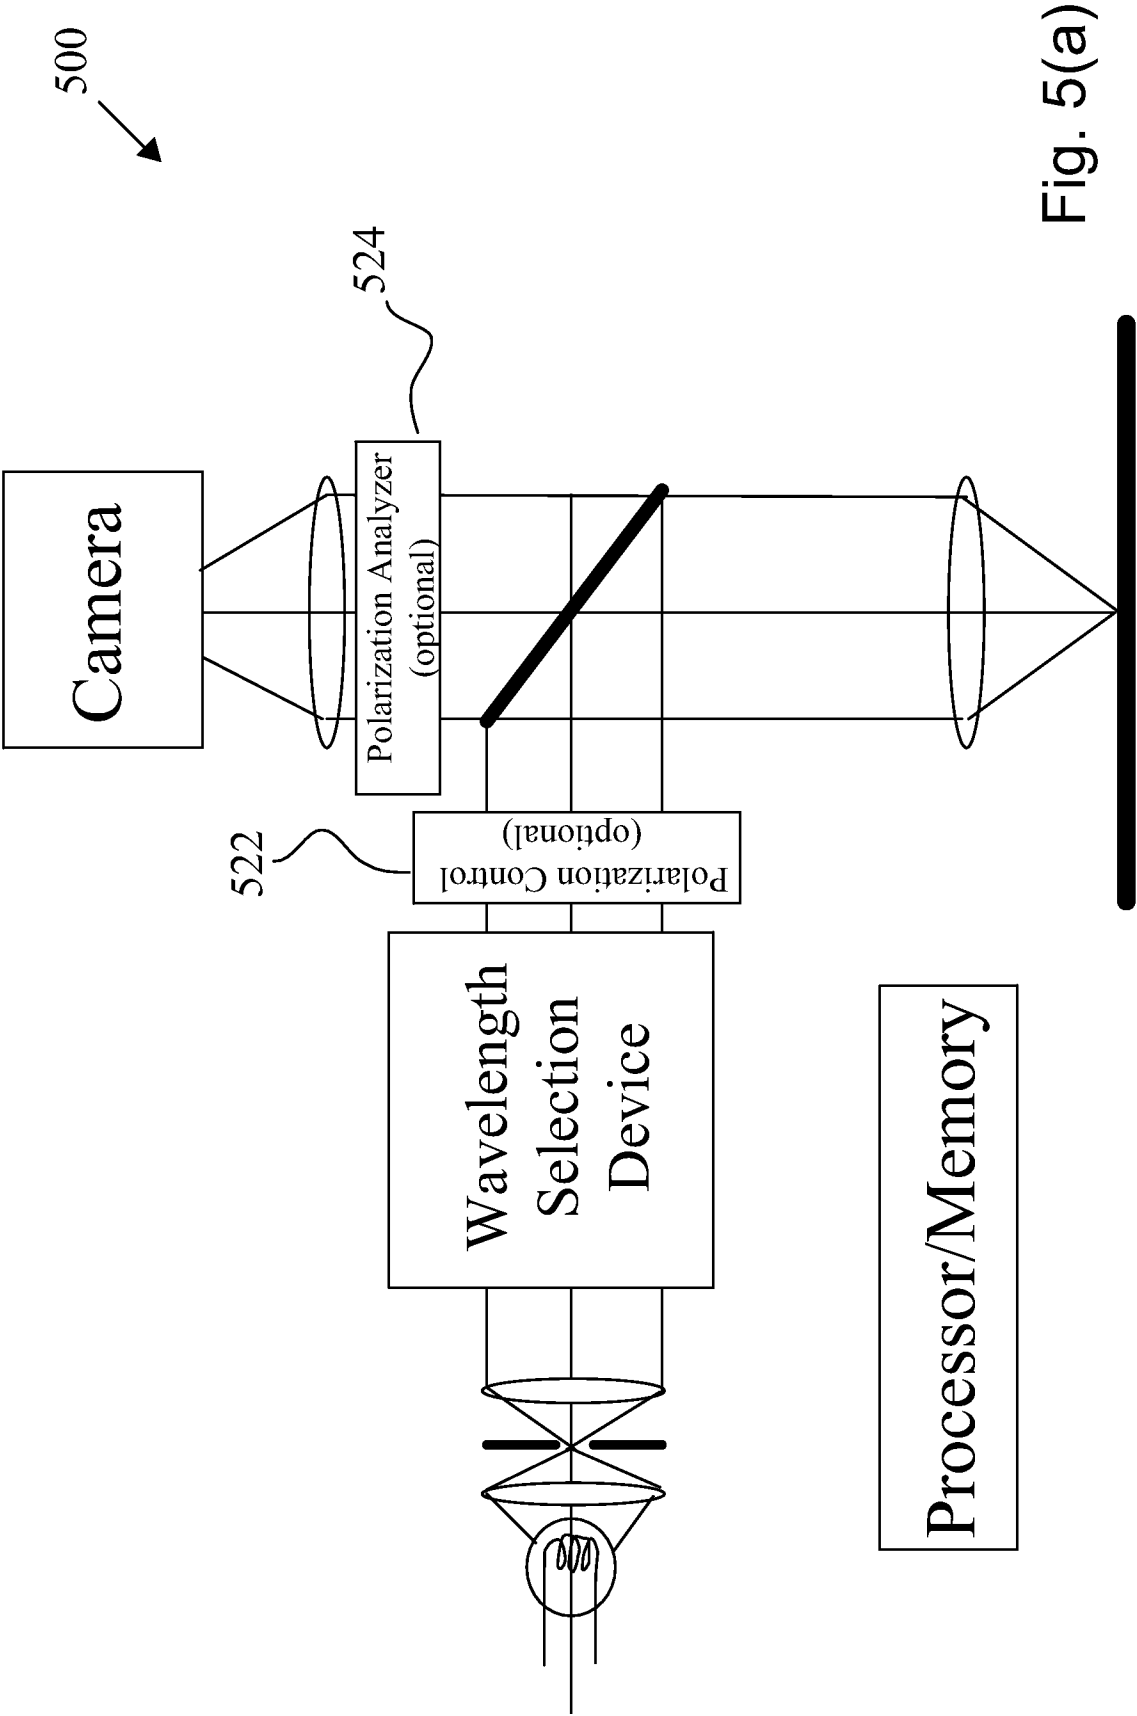 500
Camera
524
Polarization Analyzer
(optional)
522
Polarization Control
(optional)
Wavelength
Selection
Device
Processor/Memory
Fig. 5(a)